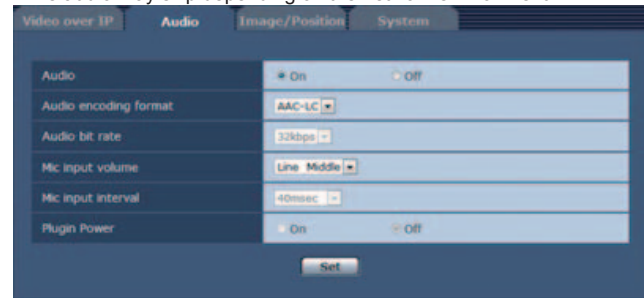 Video over IP Audio Image/Position System
Audio On Off
Audio encoding format AAC-LC
Audio bit rate 32kbps
Mic input volume Line Middle
Mic input interval 40msec
Plugin Power On Off
Set